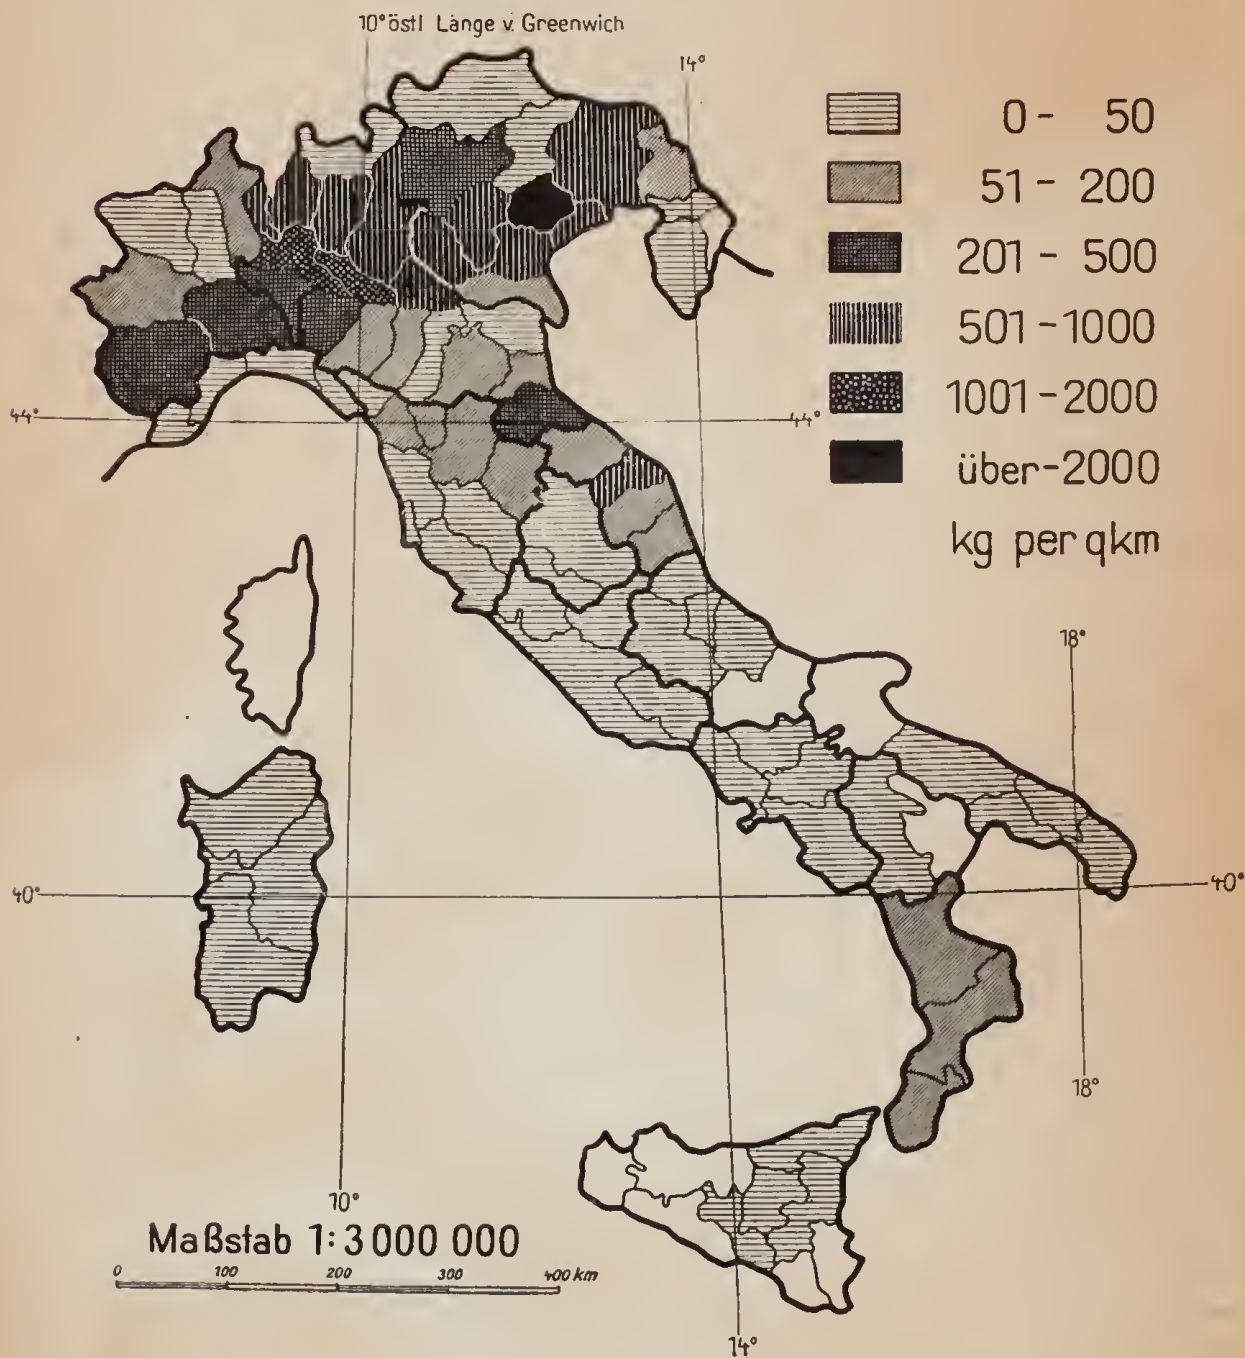 10° östl Länge v. Greenwich
14°
0 - 50
51 - 200
201 - 500
501 - 1000
1001 - 2000
über - 2000
kg per qkm
44°
44°
18°
40°
40°
18°
10°
14°
Maßstab 1:3 000 000
0 100 200 300 400 km